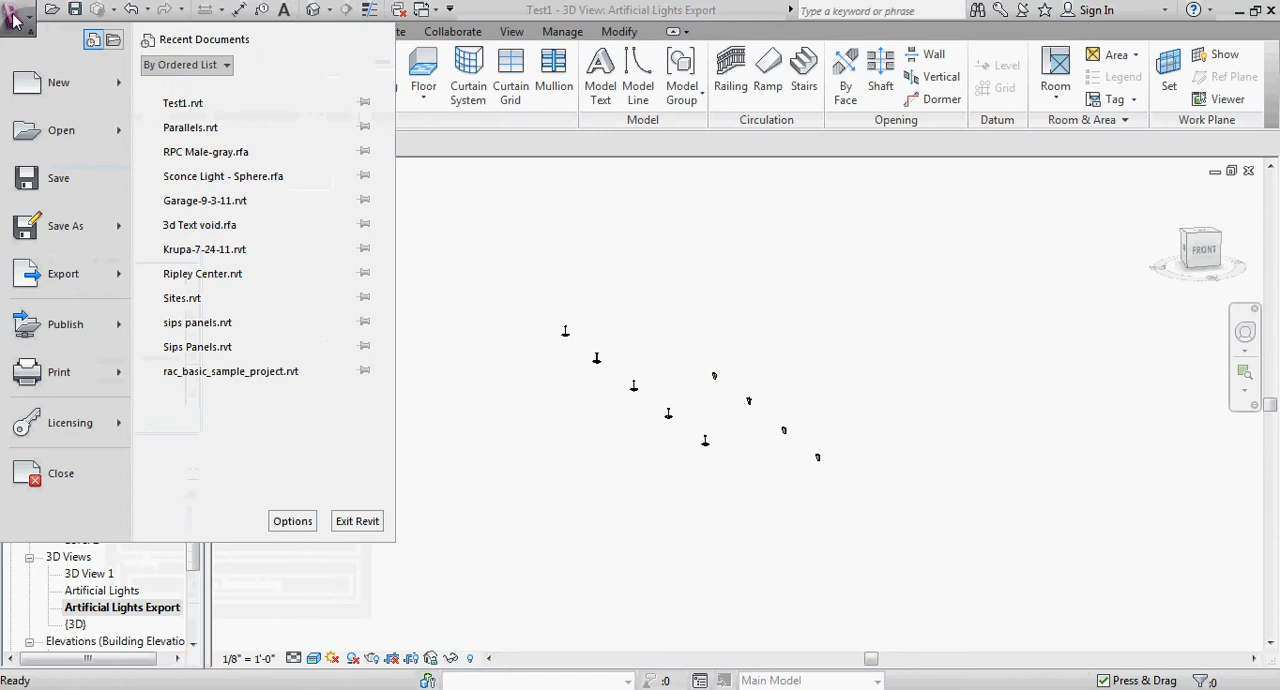 Test1 - 3D View: Artificial Lights Export
Type a keyword or phrase
Sign In
Collaborate View Manage Modify
Floor
Curtain System
Curtain Grid
Mullion
Model Text
Model Line
Model Group
Railing
Ramp
Stairs
By Face
Shaft
Wall
Vertical
Dormer
Level
Grid
Room
Area
Legend
Tag
Set
Show
Ref Plane
Viewer
Model
Circulation
Opening
Datum
Room & Area
Work Plane
Recent Documents
By Ordered List
New
Open
Save
Save As
Export
Publish
Print
Licensing
Close
Test1.rvt
Parallels.rvt
RPC Male-gray.rfa
Sconce Light - Sphere.rfa
Garage-9-3-11.rvt
3d Text void.rfa
Krupa-7-24-11.rvt
Ripley Center.rvt
Sites.rvt
sips panels.rvt
Sips Panels.rvt
rac_basic_sample_project.rvt
Options
Exit Revit
FRONT
3D Views
3D View 1
Artificial Lights
Artificial Lights Export
{3D}
Elevations (Building Elevatio
1/8" = 1'-0"
Ready
:0
Main Model
Press & Drag
:0